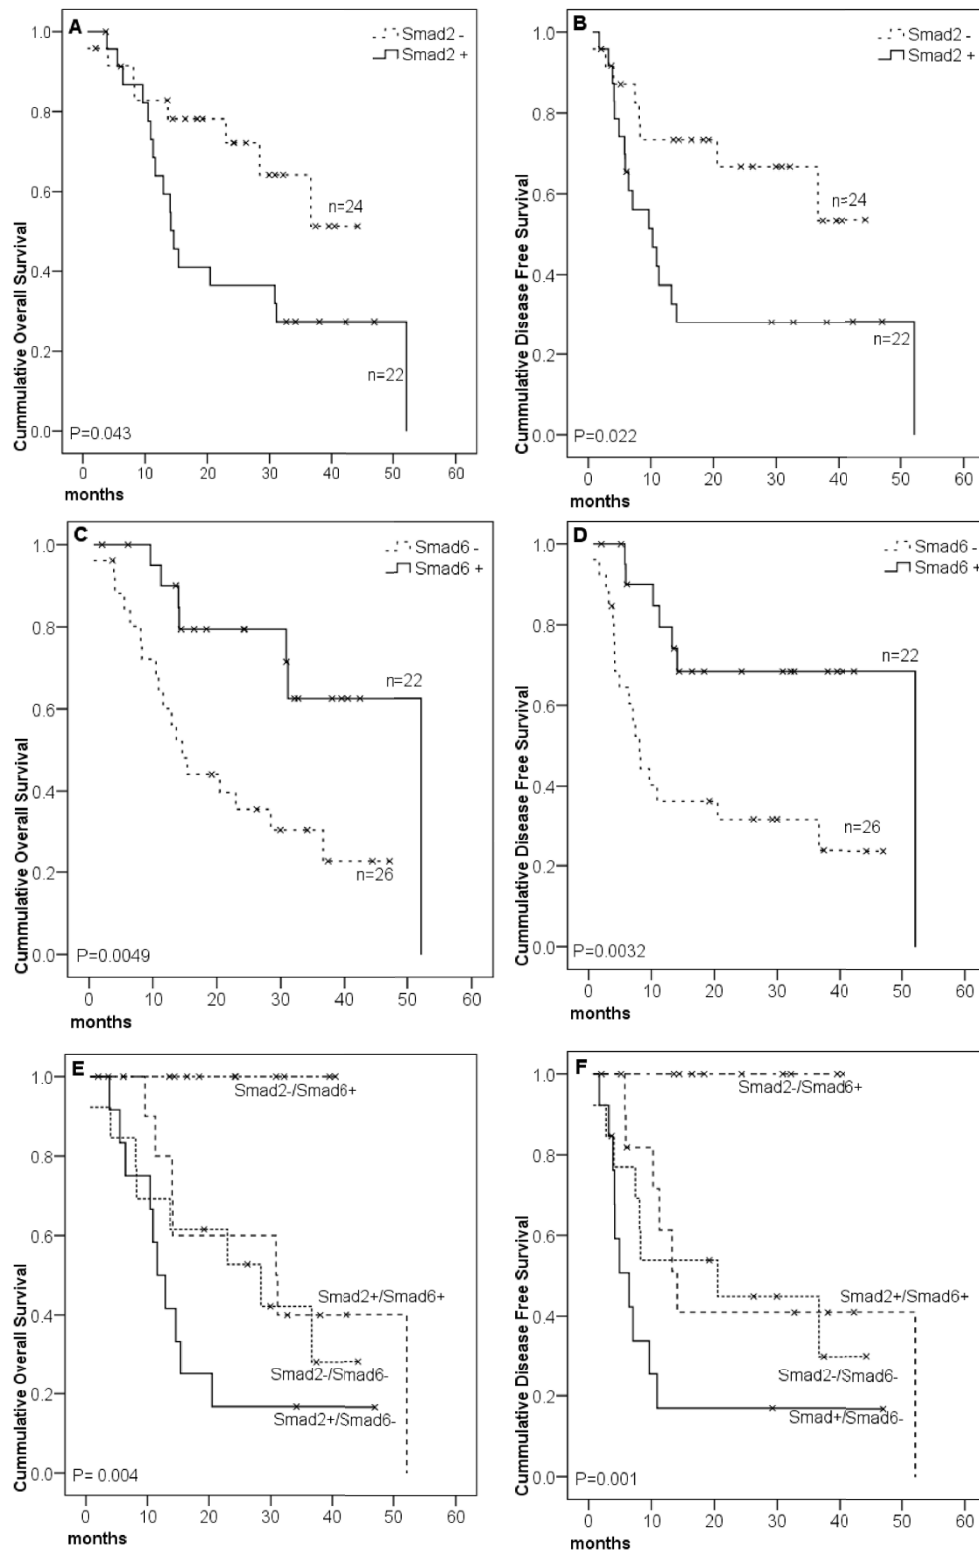 A
Smad2 -
Smad2 +
Cummulative Overall Survival
1.0
0.8
0.6
0.4
0.2
0.0
n=24
n=22
P=0.043
0 10 20 30 40 50 60
months
B
Smad2 -
Smad2 +
Cummulative Disease Free Survival
1.0
0.8
0.6
0.4
0.2
0.0
n=24
n=22
P=0.022
0 10 20 30 40 50 60
months
C
Smad6 -
Smad6 +
Cummulative Overall Survival
1.0
0.8
0.6
0.4
0.2
0.0
n=22
n=26
P=0.0049
0 10 20 30 40 50 60
months
D
Smad6 -
Smad6 +
Cummulative Disease Free Survival
1.0
0.8
0.6
0.4
0.2
0.0
n=22
n=26
P=0.0032
0 10 20 30 40 50 60
months
E
Cummulative Overall Survival
1.0
0.8
0.6
0.4
0.2
0.0
Smad2-/Smad6+
Smad2+/Smad6+
Smad2-/Smad6-
Smad2+/Smad6-
P= 0.004
0 10 20 30 40 50 60
months
F
Cummulative Disease Free Survival
1.0
0.8
0.6
0.4
0.2
0.0
Smad2-/Smad6+
Smad2+/Smad6+
Smad2-/Smad6-
Smad+/Smad6-
P=0.001
0 10 20 30 40 50 60
months